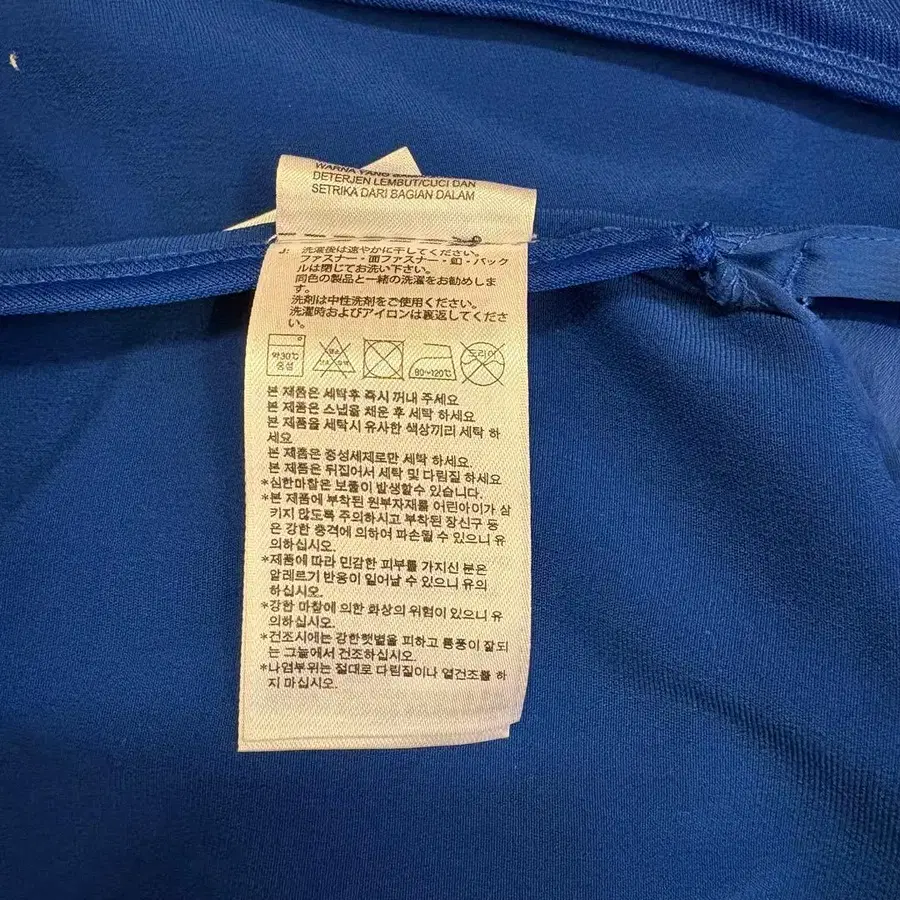 WARNA YANG
DETERJEN LEMBUT/CUCI DAN
SETRIKA DARI BAGIAN DALAM
J: 洗濯後は速やかに干してください。
ファスナー・面ファスナー・釦・バック
ルは閉じてお洗い下さい。
同色の製品と一緒の洗濯をお勧めしま
す。
洗剤は中性洗剤をご使用ください。
洗濯時およびアイロンは裏返してくださ
い。
약30℃
중성
80~120℃
드라이
본 제품은 세탁후 즉시 꺼내 주세요
본 제품은 스냅을 채운 후 세탁 하세요
본 제품을 세탁시 유사한 색상끼리 세탁 하
세요
본 제품은 중성세제로만 세탁 하세요.
본 제품은 뒤집어서 세탁 및 다림질 하세요
*심한마찰은 보풀이 발생할수 있습니다.
*본 제품에 부착된 원부자재를 어린아이가 삼
키지 않도록 주의하시고 부착된 장신구 등
은 강한 충격에 의하여 파손될 수 있으니 유
의하십시오.
*제품에 따라 민감한 피부를 가지신 분은
알레르기 반응이 일어날 수 있으니 유의
하십시오.
*강한 마찰에 의한 화상의 위험이 있으니 유
의하십시오.
*건조시에는 강한햇볕을 피하고 통풍이 잘되
는 그늘에서 건조하십시오.
*나염부위는 절대로 다림질이나 열건조를 하
지 마십시오.